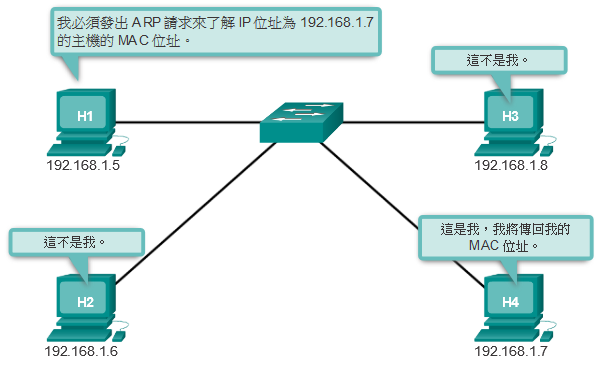 我必須發出 ARP 請求來了解 IP 位址為 192.168.1.7
的主機的 MAC 位址。
這不是我。
H1
H3
192.168.1.5
192.168.1.8
這不是我。
這是我，我將傳回我的
MAC 位址。
H2
H4
192.168.1.6
192.168.1.7